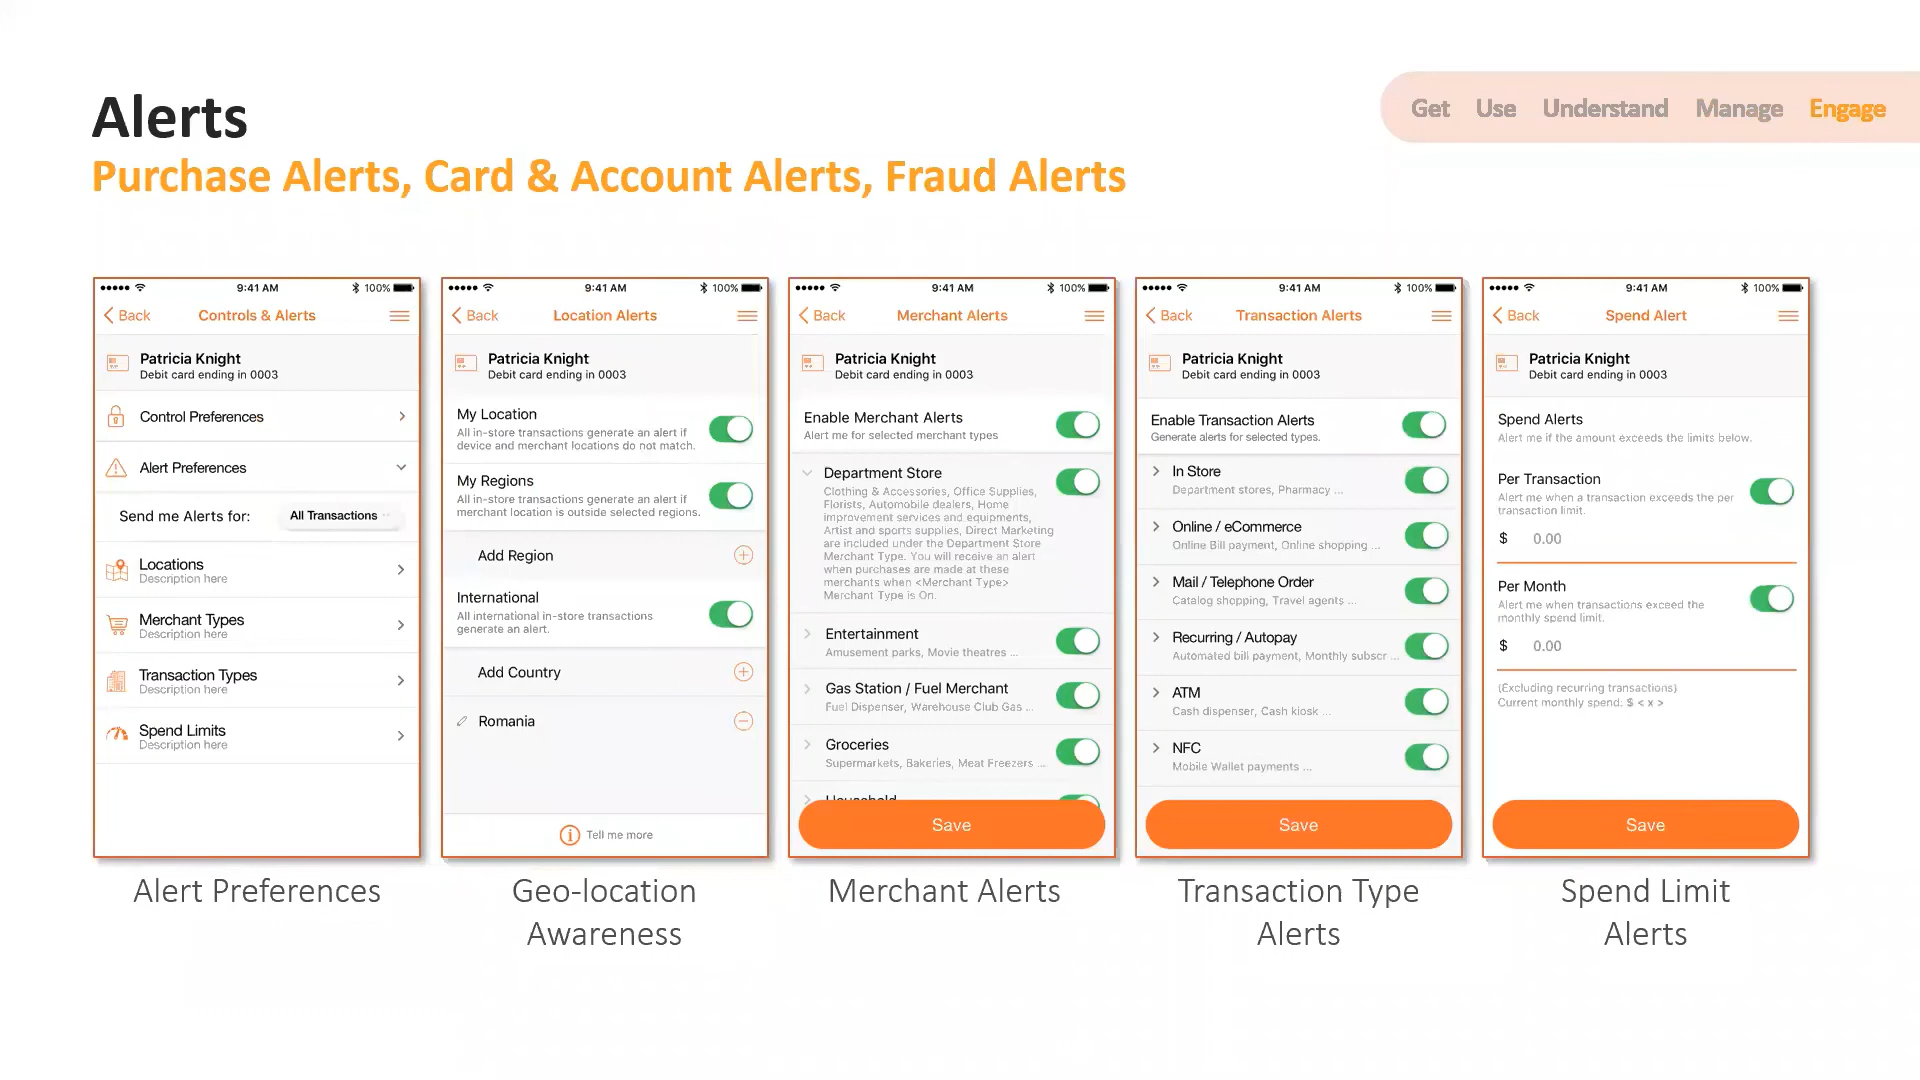 Alerts
Purchase Alerts, Card & Account Alerts, Fraud Alerts
Get Use Understand Manage Engage
9:41 AM 100%
Back Controls & Alerts
Patricia Knight
Debit card ending in 0003
Control Preferences
Alert Preferences
Send me Alerts for: All Transactions
Locations
Description here
Merchant Types
Description here
Transaction Types
Description here
Spend Limits
Description here
Alert Preferences
9:41 AM 100%
Back Location Alerts
Patricia Knight
Debit card ending in 0003
My Location
All in-store transactions generate an alert if
device and merchant locations do not match.
My Regions
All in-store transactions generate an alert if
merchant location is outside selected regions.
Add Region
International
All international in-store transactions
generate an alert.
Add Country
Romania
Tell me more
Geo-location
Awareness
9:41 AM 100%
Back Merchant Alerts
Patricia Knight
Debit card ending in 0003
Enable Merchant Alerts
Alert me for selected merchant types
Department Store
Clothing & Accessories, Office Supplies,
Florists, Automobile dealers, Home
improvement services and equipments,
Artist and sports supplies, Direct Marketing
are included under the Department Store
Merchant Type. You will receive an alert
when purchases are made at these
merchants when <Merchant Type>
Merchant Type is On.
Entertainment
Amusement parks, Movie theatres ...
Gas Station / Fuel Merchant
Fuel Dispenser, Warehouse Club Gas ...
Groceries
Supermarkets, Bakeries, Meat Freezers ...
Household
Save
Merchant Alerts
9:41 AM 100%
Back Transaction Alerts
Patricia Knight
Debit card ending in 0003
Enable Transaction Alerts
Generate alerts for selected types.
In Store
Department stores, Pharmacy ...
Online / eCommerce
Online Bill payment, Online shopping ...
Mail / Telephone Order
Catalog shopping, Travel agents ...
Recurring / Autopay
Automated bill payment, Monthly subscr ...
ATM
Cash dispenser, Cash kiosk ...
NFC
Mobile Wallet payments ...
Save
Transaction Type
Alerts
9:41 AM 100%
Back Spend Alert
Patricia Knight
Debit card ending in 0003
Spend Alerts
Alert me if the amount exceeds the limits below.
Per Transaction
Alert me when a transaction exceeds the per
transaction limit.
$ 0.00
Per Month
Alert me when transactions exceed the
monthly spend limit.
$ 0.00
(Excluding recurring transactions)
Current monthly spend: $ < x >
Save
Spend Limit
Alerts